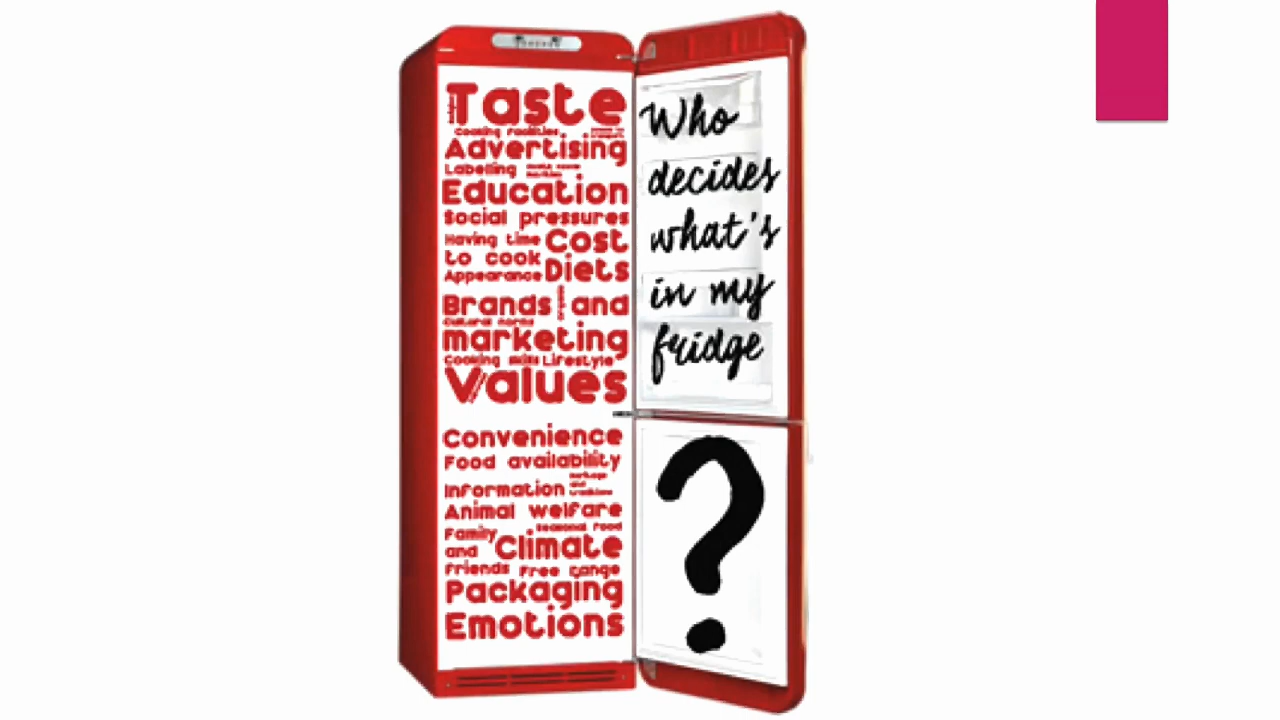 Taste
Cooking facilities
Advertising
Labelling
Education
Social pressures
Having time
to cook
Cost
Appearance
Diets
Brands and
Cultural norms
marketing
Cooking skills Lifestyle
Values
Convenience
Food availability
Information
Animal welfare
Seasonal food
Family
and
friends
Climate
Free range
Packaging
Emotions
Who
decides
what's
in my
fridge
?